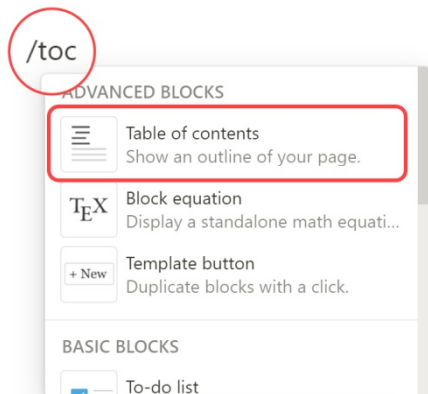 /toc
ADVANCED BLOCKS
Table of contents
Show an outline of your page.
TEX
Block equation
Display a standalone math equati...
+ New
Template button
Duplicate blocks with a click.
BASIC BLOCKS
To-do list